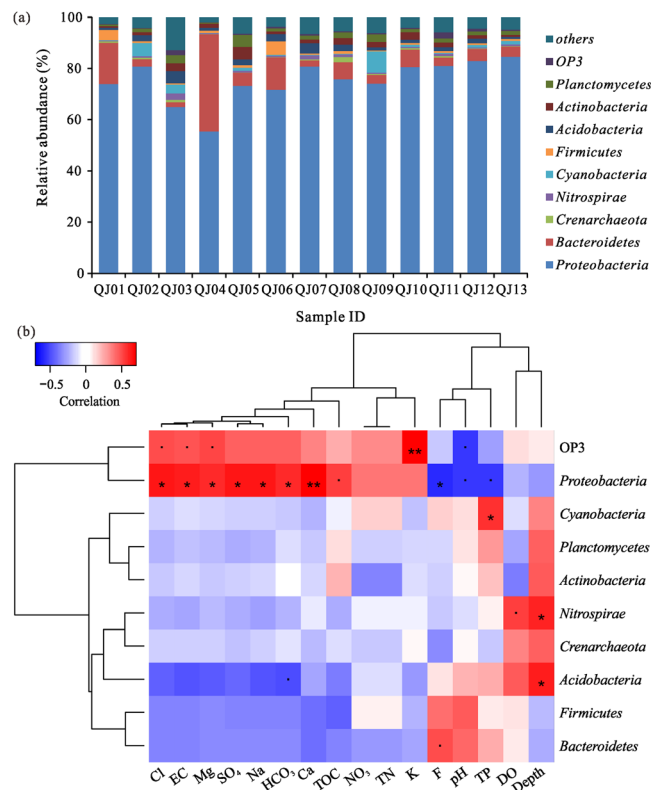 (a)
100
80
60
40
20
0
Relative abundance (%)
QJ01 QJ02 QJ03 QJ04 QJ05 QJ06 QJ07 QJ08 QJ09 QJ10 QJ11 QJ12 QJ13
Sample ID
others
OP3
Planctomycetes
Actinobacteria
Acidobacteria
Firmicutes
Cyanobacteria
Nitrospirae
Crenarchaeota
Bacteroidetes
Proteobacteria
(b)
−0.5 0 0.5
Correlation
OP3
Proteobacteria
Cyanobacteria
Planctomycetes
Actinobacteria
Nitrospirae
Crenarchaeota
Acidobacteria
Firmicutes
Bacteroidetes
Cl EC Mg SO₄ Na HCO₃ Ca TOC NO₃ TN K F pH TP DO Depth